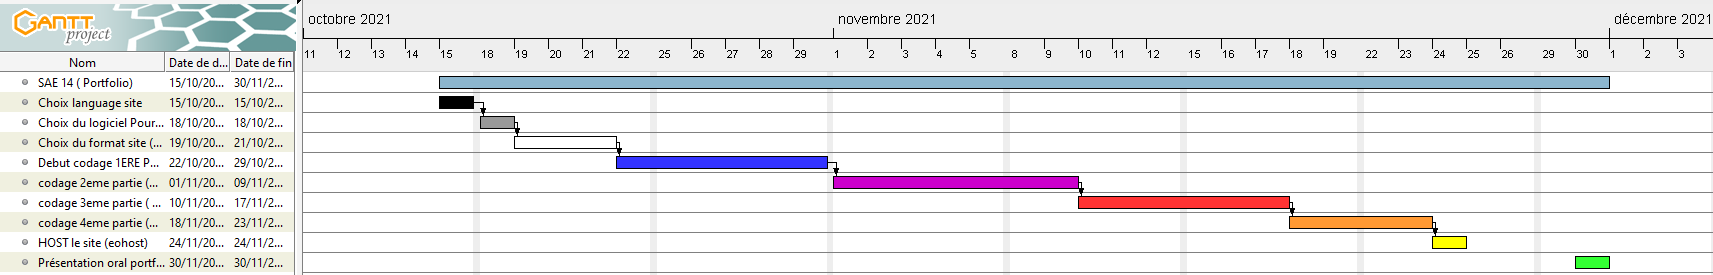 GANTT project
octobre 2021 novembre 2021 décembre 2021
11 12 13 14 15 18 19 20 21 22 25 26 27 28 29 1 2 3 4 5 8 9 10 11 12 15 16 17 18 19 22 23 24 25 26 29 30 1 2 3
Nom Date de d... Date de fin
SAE 14 ( Portfolio) 15/10/20... 30/11/2...
Choix language site 15/10/20... 15/10/2...
Choix du logiciel Pour... 18/10/20... 18/10/2...
Choix du format site (... 19/10/20... 21/10/2...
Debut codage 1ERE P... 22/10/20... 29/10/2...
codage 2eme partie (... 01/11/20... 09/11/2...
codage 3eme partie ( ... 10/11/20... 17/11/2...
codage 4eme partie (... 18/11/20... 23/11/2...
HOST le site (eohost) 24/11/20... 24/11/2...
Présentation oral portf... 30/11/20... 30/11/2...